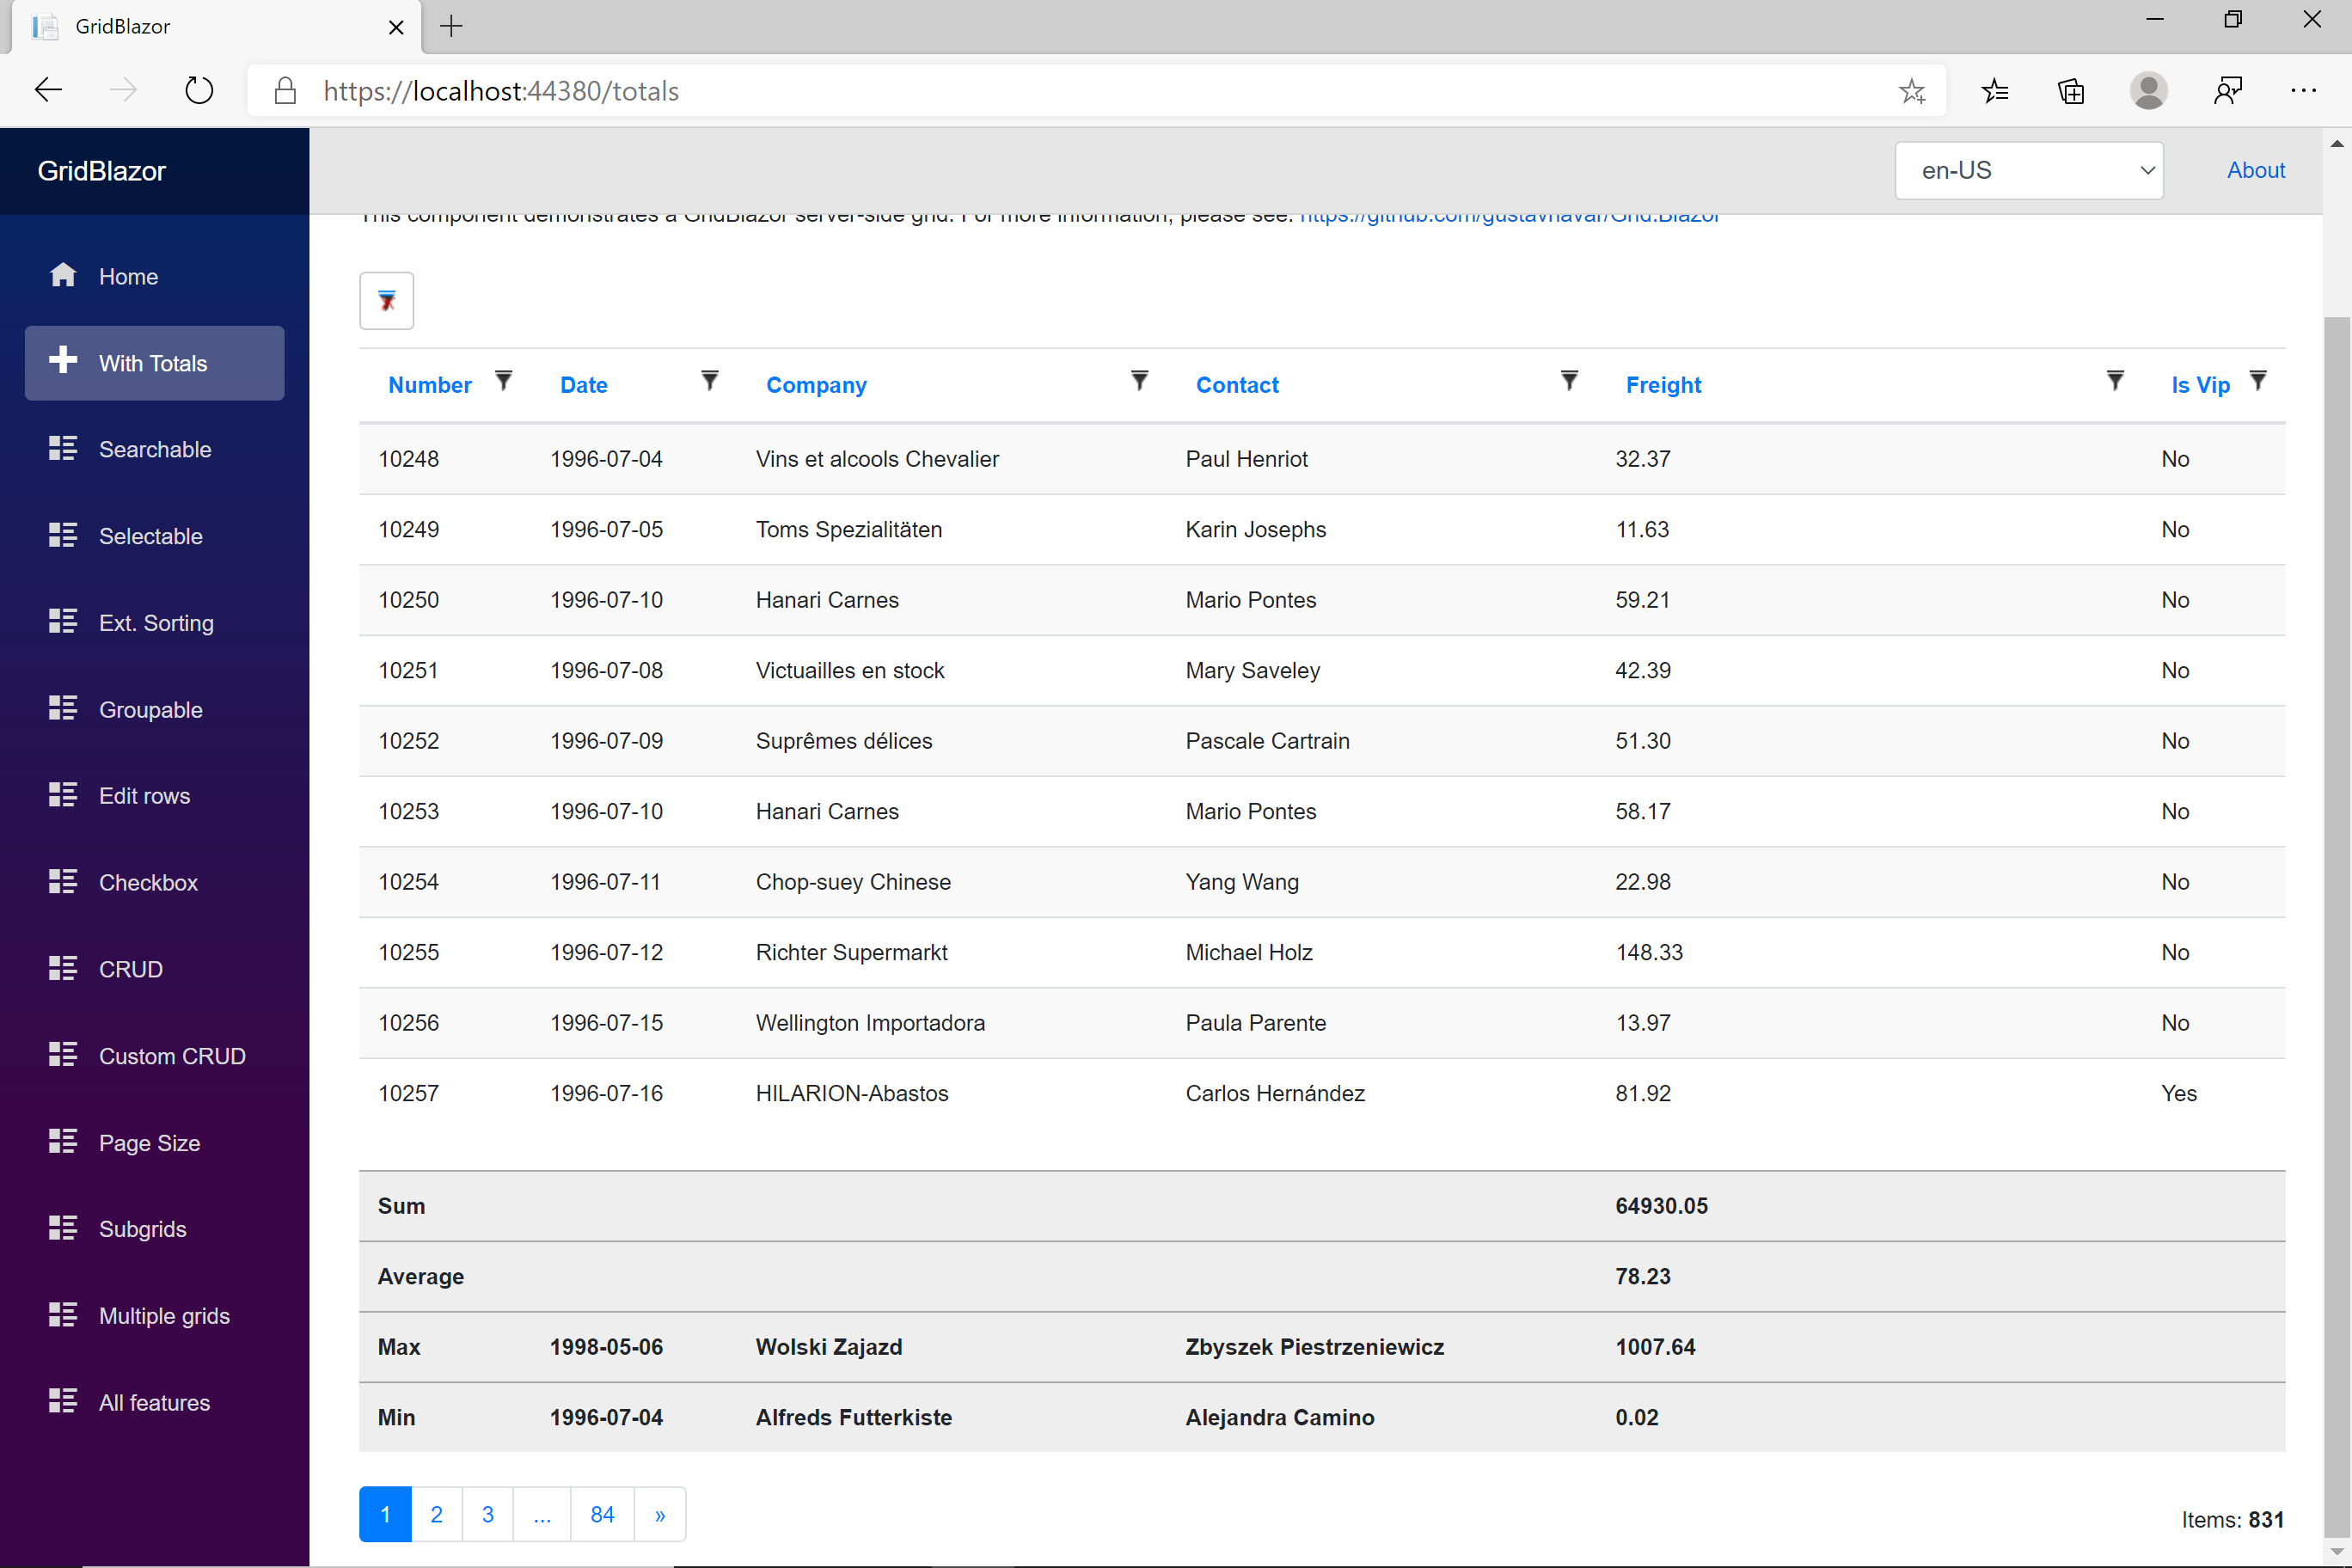 GridBlazor
https://localhost:44380/totals
GridBlazor
en-US
About
This component demonstrates a GridBlazor server-side grid. For more information, please see: https://github.com/gustavnavar/Grid.Blazor
Home
With Totals
Searchable
Selectable
Ext. Sorting
Groupable
Edit rows
Checkbox
CRUD
Custom CRUD
Page Size
Subgrids
Multiple grids
All features
Number Date Company Contact Freight Is Vip
10248 1996-07-04 Vins et alcools Chevalier Paul Henriot 32.37 No
10249 1996-07-05 Toms Spezialitäten Karin Josephs 11.63 No
10250 1996-07-10 Hanari Carnes Mario Pontes 59.21 No
10251 1996-07-08 Victuailles en stock Mary Saveley 42.39 No
10252 1996-07-09 Suprêmes délices Pascale Cartrain 51.30 No
10253 1996-07-10 Hanari Carnes Mario Pontes 58.17 No
10254 1996-07-11 Chop-suey Chinese Yang Wang 22.98 No
10255 1996-07-12 Richter Supermarkt Michael Holz 148.33 No
10256 1996-07-15 Wellington Importadora Paula Parente 13.97 No
10257 1996-07-16 HILARION-Abastos Carlos Hernández 81.92 Yes
Sum 64930.05
Average 78.23
Max 1998-05-06 Wolski Zajazd Zbyszek Piestrzeniewicz 1007.64
Min 1996-07-04 Alfreds Futterkiste Alejandra Camino 0.02
1 2 3 ... 84 »
Items: 831